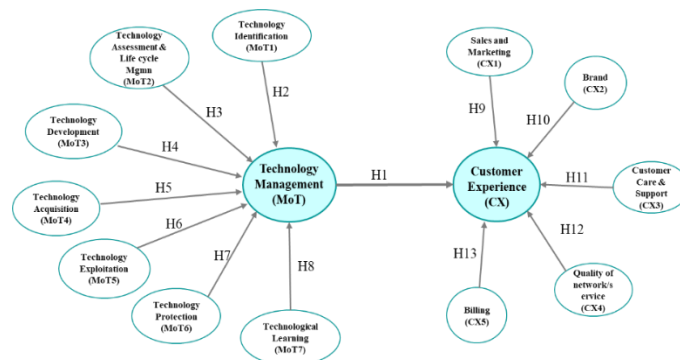 Technology
Identification
(MoT1)
Technology
Assessment &
Life cycle
Mgmn
(MoT2)
Sales and
Marketing
(CX1)
Brand
(CX2)
H2
H9
H3
H10
Technology
Development
(MoT3)
H4
Technology
Management
(MoT)
H1
Customer
Experience
(CX)
H11
Customer
Care &
Support
(CX3)
H5
Technology
Acquisition
(MoT4)
H6
H12
Technology
Exploitation
(MoT5)
H7
H8
H13
Quality of
network/s
ervice
(CX4)
Technology
Protection
(MoT6)
Billing
(CX5)
Technological
Learning
(MoT7)